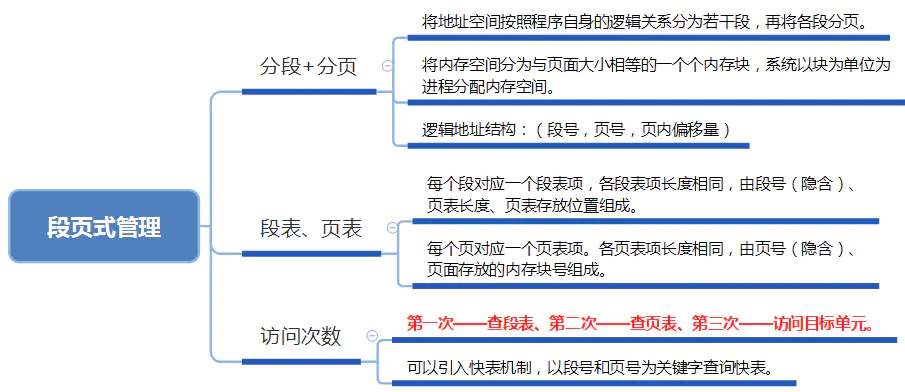 段页式管理
分段+分页
将地址空间按照程序自身的逻辑关系分为若干段，再将各段分页。
将内存空间分为与页面大小相等的一个个内存块，系统以块为单位为
进程分配内存空间。
逻辑地址结构：（段号，页号，页内偏移量）
段表、页表
每个段对应一个段表项，各段表项长度相同，由段号（隐含）、
页表长度、页表存放位置组成。
每个页对应一个页表项。各页表项长度相同，由页号（隐含）、
页面存放的内存块号组成。
访问次数
第一次——查段表、第二次——查页表、第三次——访问目标单元。
可以引入快表机制，以段号和页号为关键字查询快表。